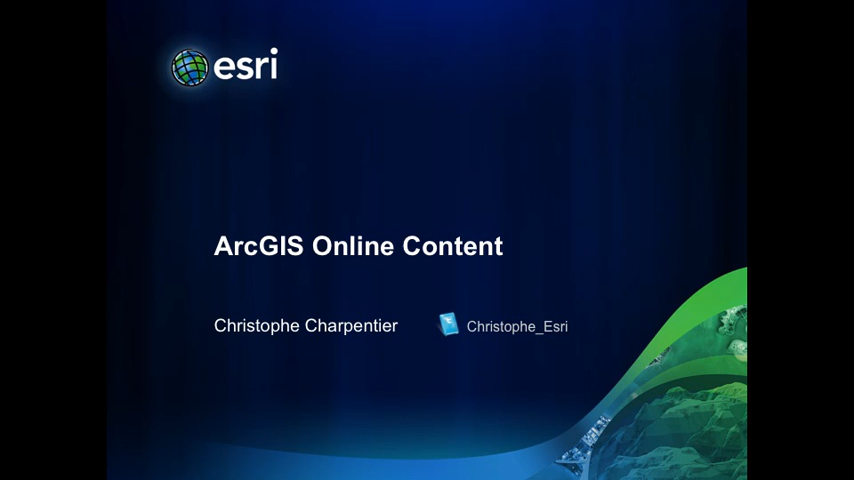 esri
ArcGIS Online Content
Christophe Charpentier
Christophe_Esri